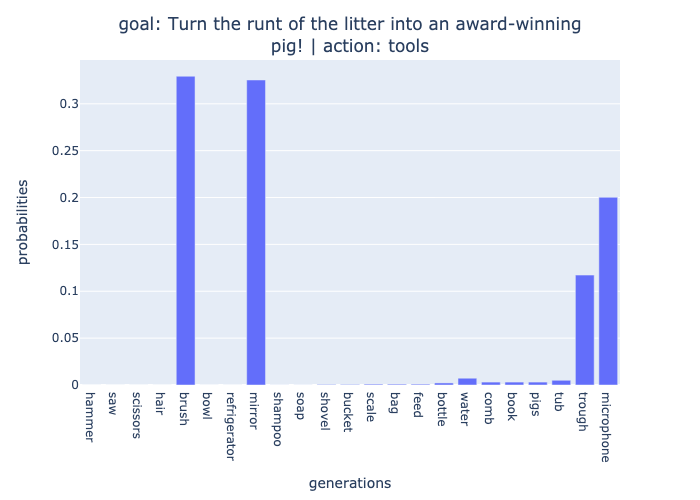 goal: Turn the runt of the litter into an award-winning
pig! | action: tools
probabilities
0.3
0.25
0.2
0.15
0.1
0.05
0
hammer
saw
scissors
hair
brush
bowl
refrigerator
mirror
shampoo
soap
shovel
bucket
scale
bag
feed
bottle
water
comb
book
pigs
tub
trough
microphone
generations